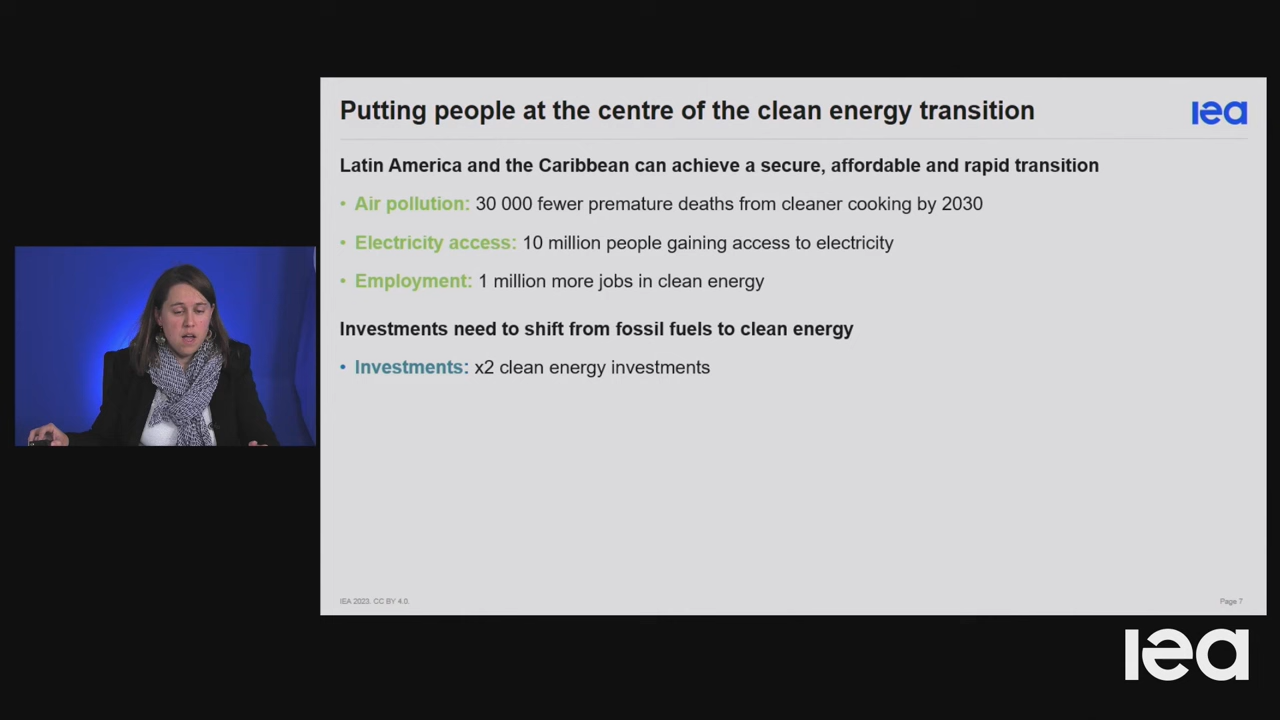 Putting people at the centre of the clean energy transition
iea
Latin America and the Caribbean can achieve a secure, affordable and rapid transition
• Air pollution: 30 000 fewer premature deaths from cleaner cooking by 2030
• Electricity access: 10 million people gaining access to electricity
• Employment: 1 million more jobs in clean energy
Investments need to shift from fossil fuels to clean energy
• Investments: x2 clean energy investments
IEA 2023. CC BY 4.0.
Page 7
iea